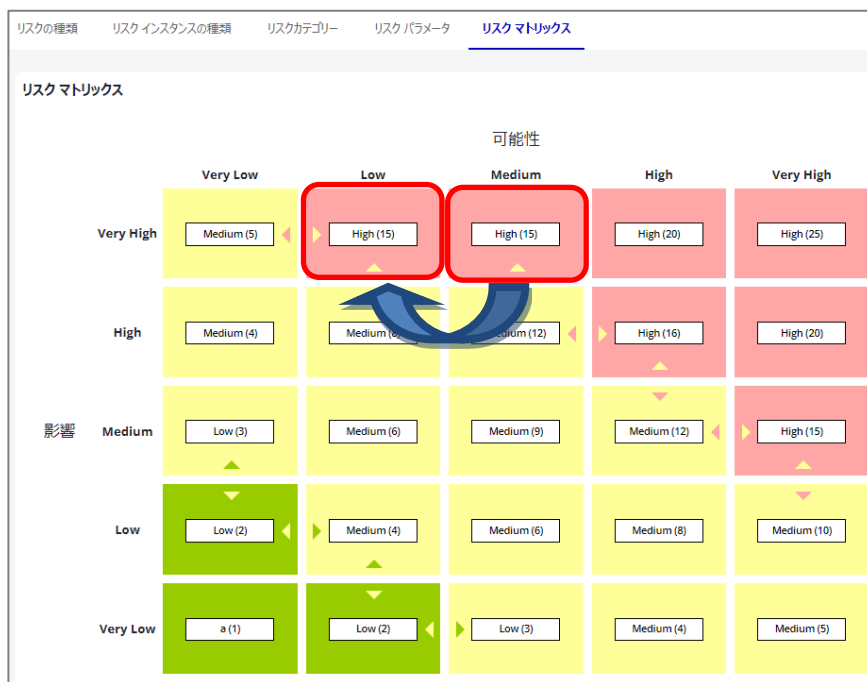 リスクの種類 リスク インスタンスの種類 リスクカテゴリー リスク パラメータ リスク マトリックス
リスク マトリックス
可能性
Very Low Low Medium High Very High
Very High Medium (5) High (15) High (15) High (20) High (25)
High Medium (4) Medium (12) High (16) High (20)
影響 Medium Low (3) Medium (6) Medium (9) Medium (12) High (15)
Low Low (2) Medium (4) Medium (6) Medium (8) Medium (10)
Very Low a (1) Low (2) Low (3) Medium (4) Medium (5)